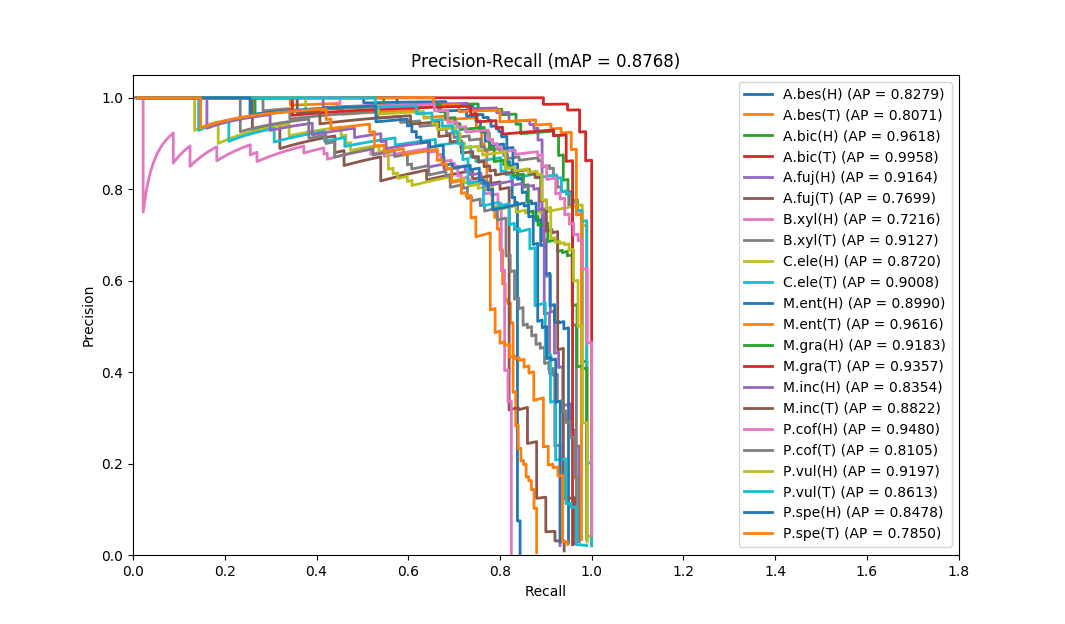 Precision-Recall (mAP = 0.8768)
Precision
1.0
0.8
0.6
0.4
0.2
0.0
A.bes(H) (AP = 0.8279)
A.bes(T) (AP = 0.8071)
A.bic(H) (AP = 0.9618)
A.bic(T) (AP = 0.9958)
A.fuj(H) (AP = 0.9164)
A.fuj(T) (AP = 0.7699)
B.xyl(H) (AP = 0.7216)
B.xyl(T) (AP = 0.9127)
C.ele(H) (AP = 0.8720)
C.ele(T) (AP = 0.9008)
M.ent(H) (AP = 0.8990)
M.ent(T) (AP = 0.9616)
M.gra(H) (AP = 0.9183)
M.gra(T) (AP = 0.9357)
M.inc(H) (AP = 0.8354)
M.inc(T) (AP = 0.8822)
P.cof(H) (AP = 0.9480)
P.cof(T) (AP = 0.8105)
P.vul(H) (AP = 0.9197)
P.vul(T) (AP = 0.8613)
P.spe(H) (AP = 0.8478)
P.spe(T) (AP = 0.7850)
0.0 0.2 0.4 0.6 0.8 1.0 1.2 1.4 1.6 1.8
Recall